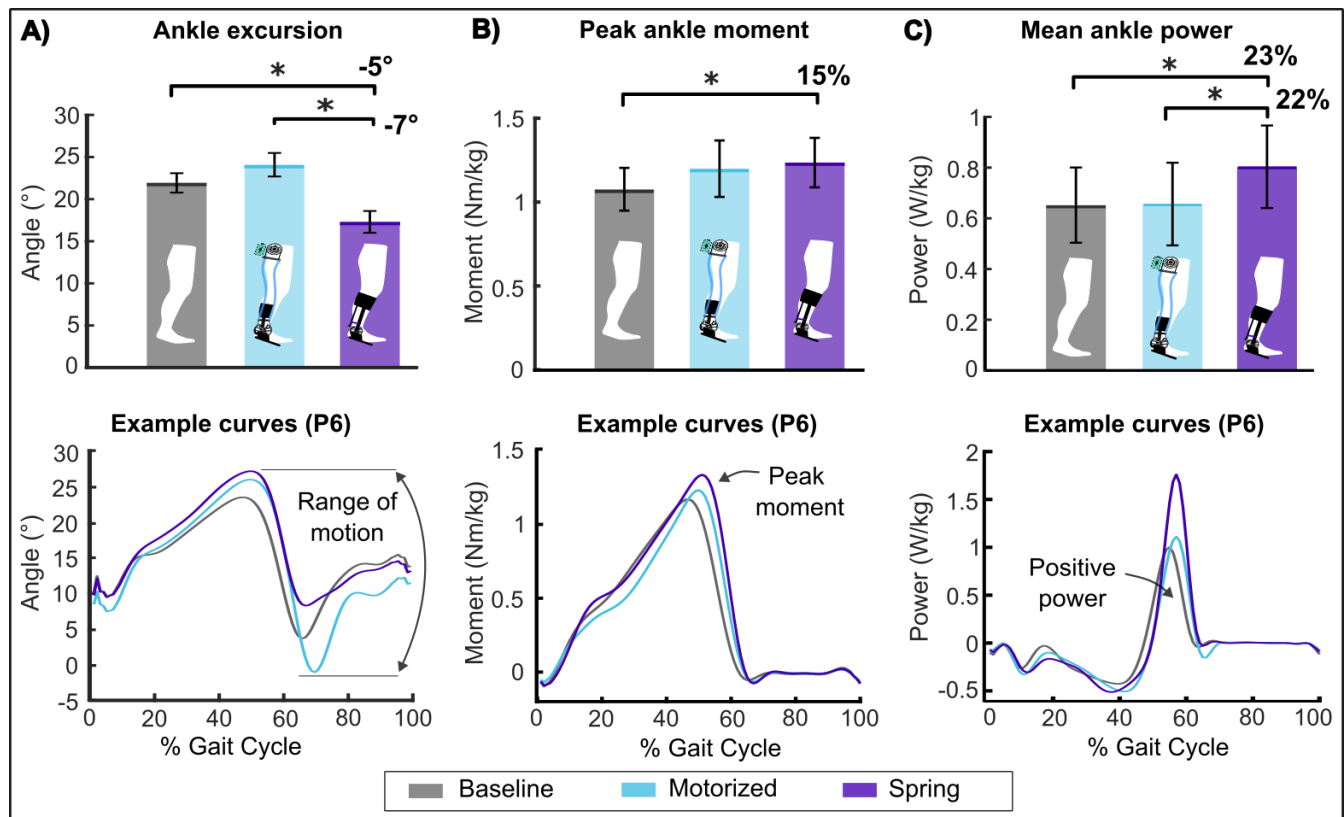 A)
Ankle excursion
*
-5°
*
-7°
Angle (°)
30
25
20
15
10
5
0
B)
Peak ankle moment
*
15%
Moment (Nm/kg)
1.5
1
0.5
0
C)
Mean ankle power
*
23%
*
22%
Power (W/kg)
1
0.8
0.6
0.4
0.2
0
Example curves (P6)
Angle (°)
30
25
20
15
10
5
0
-5
Range of
motion
0 20 40 60 80 100
% Gait Cycle
Example curves (P6)
Moment (Nm/kg)
1.5
1
0.5
0
Peak
moment
0 20 40 60 80 100
% Gait Cycle
Example curves (P6)
Power (W/kg)
2
1.5
1
0.5
0
-0.5
Positive
power
0 20 40 60 80 100
% Gait Cycle
Baseline Motorized Spring